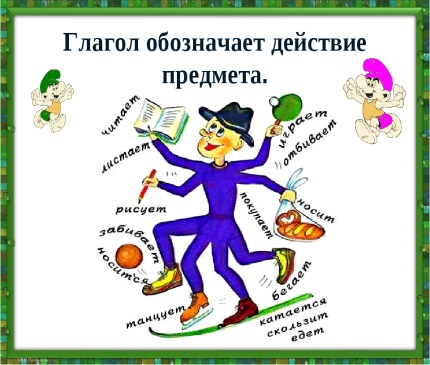 Глагол обозначает действие
предмета.
читает
листает
играет
отбивает
рисует
покупает
носит
забивает
носится
танцует
бегает
катается
скользит
едет